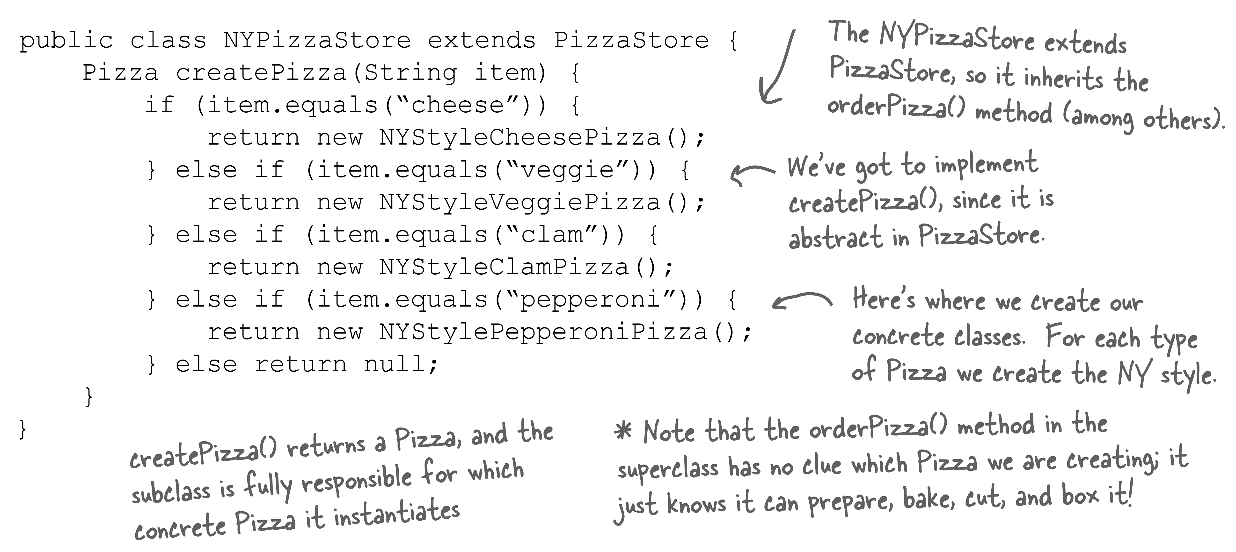 public class NYPizzaStore extends PizzaStore {
    Pizza createPizza(String item) {
        if (item.equals(“cheese”)) {
            return new NYStyleCheesePizza();
        } else if (item.equals(“veggie”)) {
            return new NYStyleVeggiePizza();
        } else if (item.equals(“clam”)) {
            return new NYStyleClamPizza();
        } else if (item.equals(“pepperoni”)) {
            return new NYStylePepperoniPizza();
        } else return null;
    }
}
The NYPizzaStore extends
PizzaStore, so it inherits the
orderPizza() method (among others).
We've got to implement
createPizza(), since it is
abstract in PizzaStore.
Here's where we create our
concrete classes. For each type
of Pizza we create the NY style.
createPizza() returns a Pizza, and the
subclass is fully responsible for which
concrete Pizza it instantiates
* Note that the orderPizza() method in the
superclass has no clue which Pizza we are creating; it
just knows it can prepare, bake, cut, and box it!